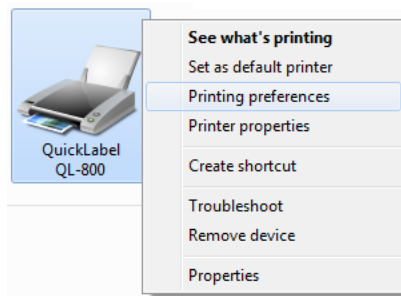 QuickLabel
QL-800
See what's printing
Set as default printer
Printing preferences
Printer properties
Create shortcut
Troubleshoot
Remove device
Properties